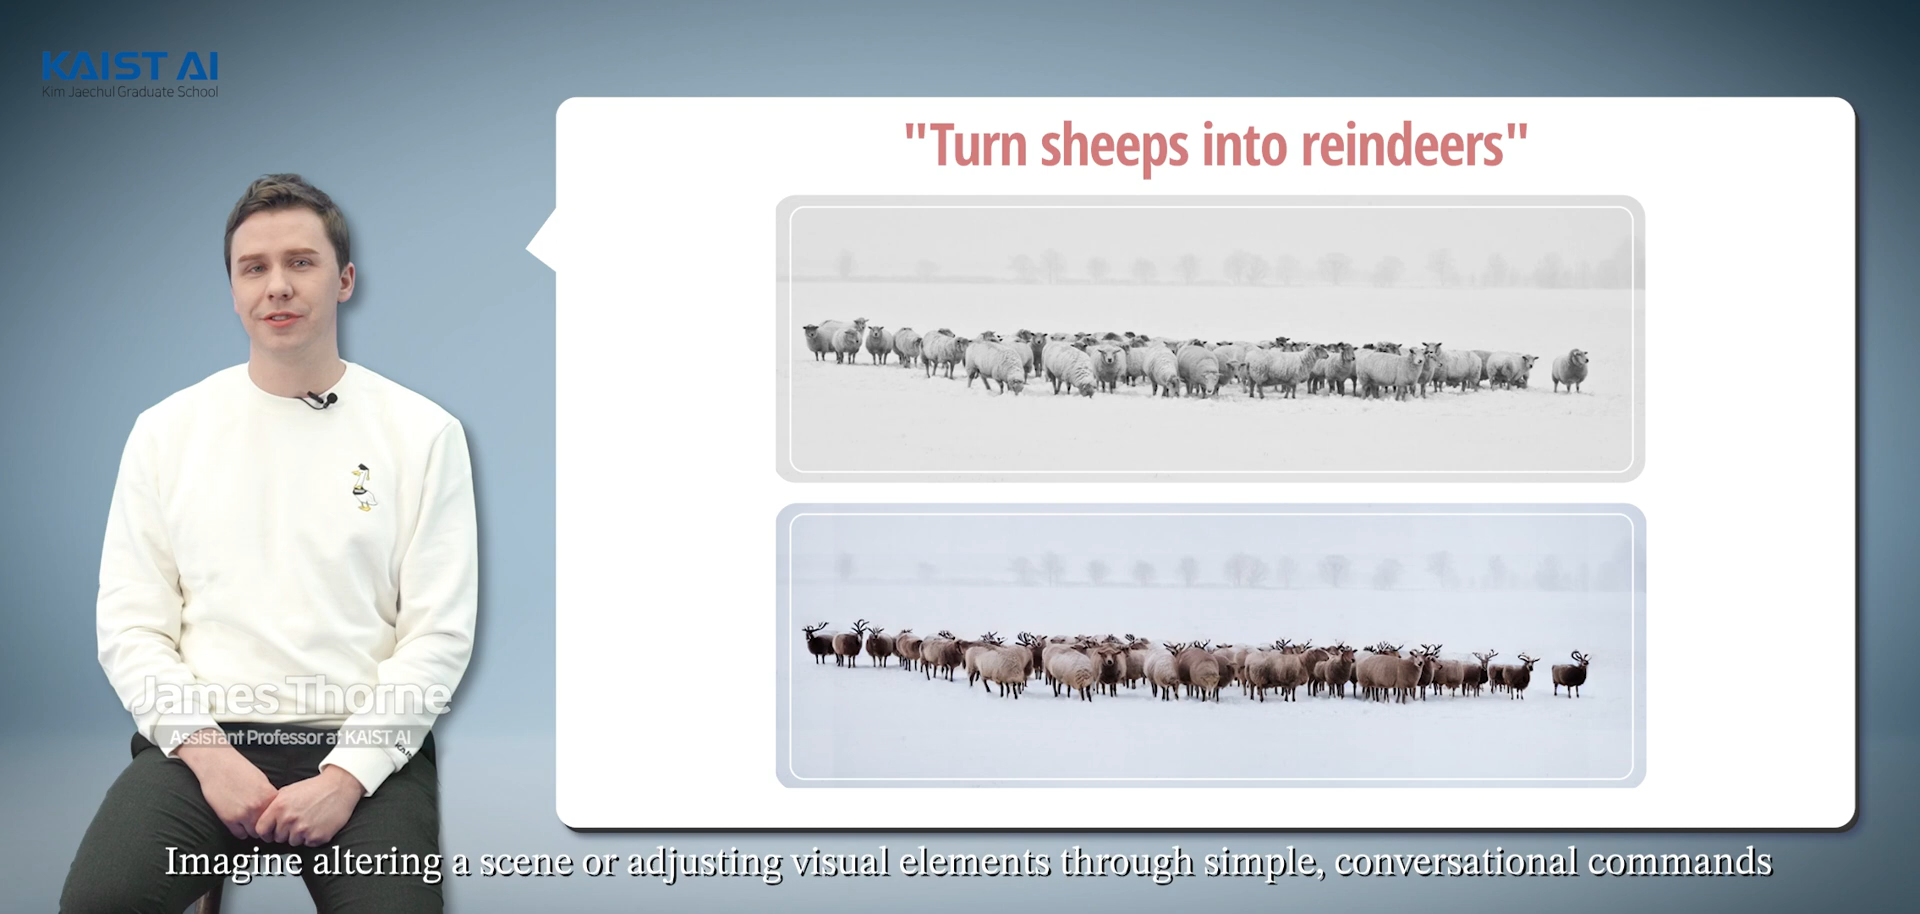 KAIST AI
Kim Jaechul Graduate School
"Turn sheeps into reindeers"
James Thorne
Assistant Professor at KAIST AI
Imagine altering a scene or adjusting visual elements through simple, conversational commands